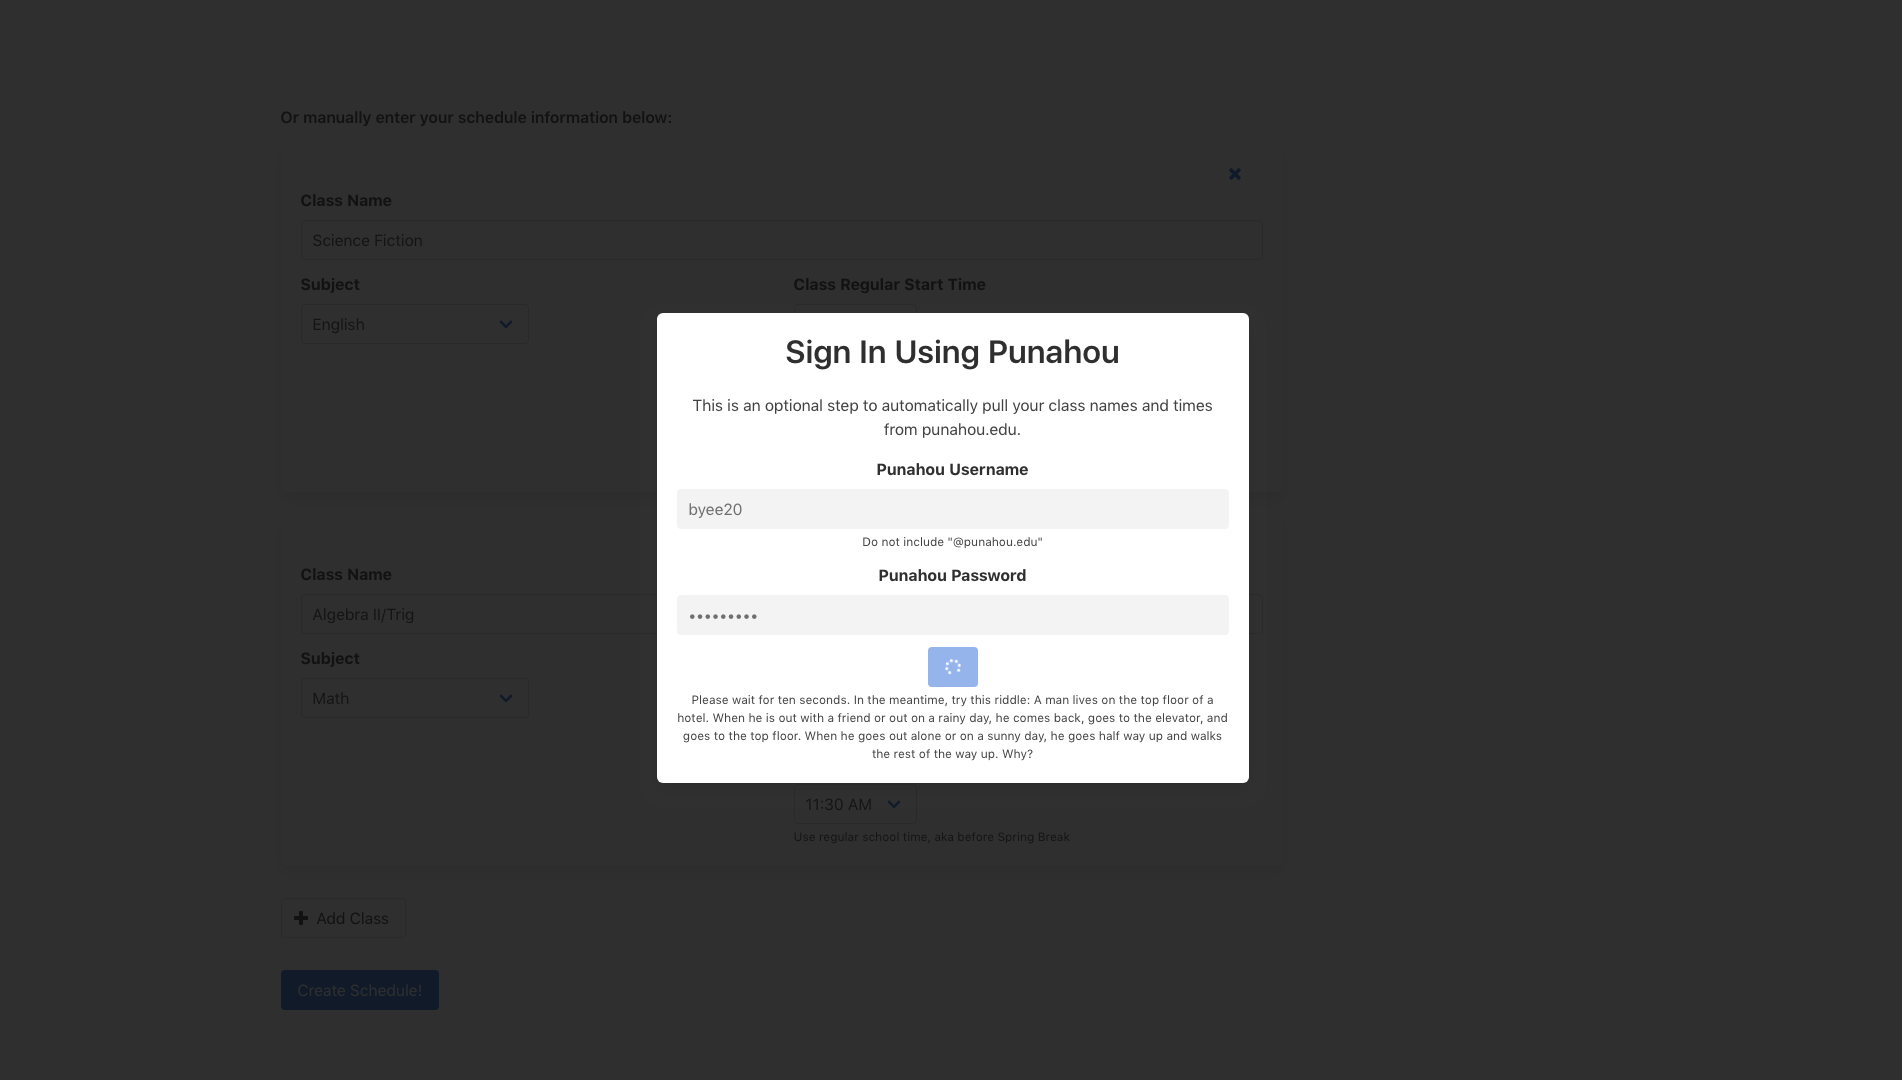 Or manually enter your schedule information below:
Class Name
Science Fiction
Subject
Class Regular Start Time
English
Sign In Using Punahou
This is an optional step to automatically pull your class names and times
from punahou.edu.
Punahou Username
byee20
Do not include "@punahou.edu"
Punahou Password
•••••••••
Please wait for ten seconds. In the meantime, try this riddle: A man lives on the top floor of a
hotel. When he is out with a friend or out on a rainy day, he comes back, goes to the elevator, and
goes to the top floor. When he goes out alone or on a sunny day, he goes half way up and walks
the rest of the way up. Why?
Class Name
Algebra II/Trig
Subject
Math
11:30 AM
Use regular school time, aka before Spring Break
Add Class
Create Schedule!